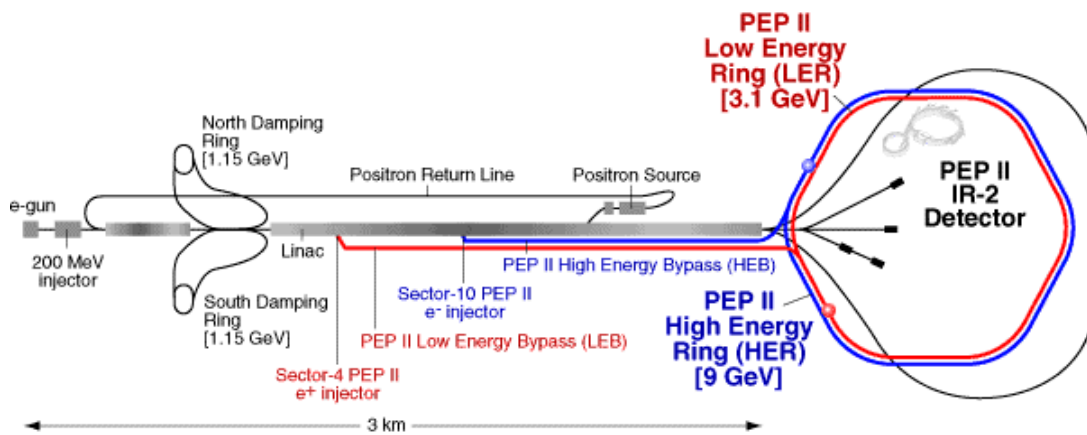 PEP II
Low Energy
Ring (LER)
[3.1 GeV]
North Damping
Ring
[1.15 GeV]
Positron Return Line
Positron Source
e-gun
200 MeV
injector
Linac
PEP II
IR-2
Detector
PEP II High Energy Bypass (HEB)
South Damping
Ring
[1.15 GeV]
Sector-10 PEP II
e- injector
PEP II Low Energy Bypass (LEB)
PEP II
High Energy
Ring (HER)
[9 GeV]
Sector-4 PEP II
e+ injector
3 km